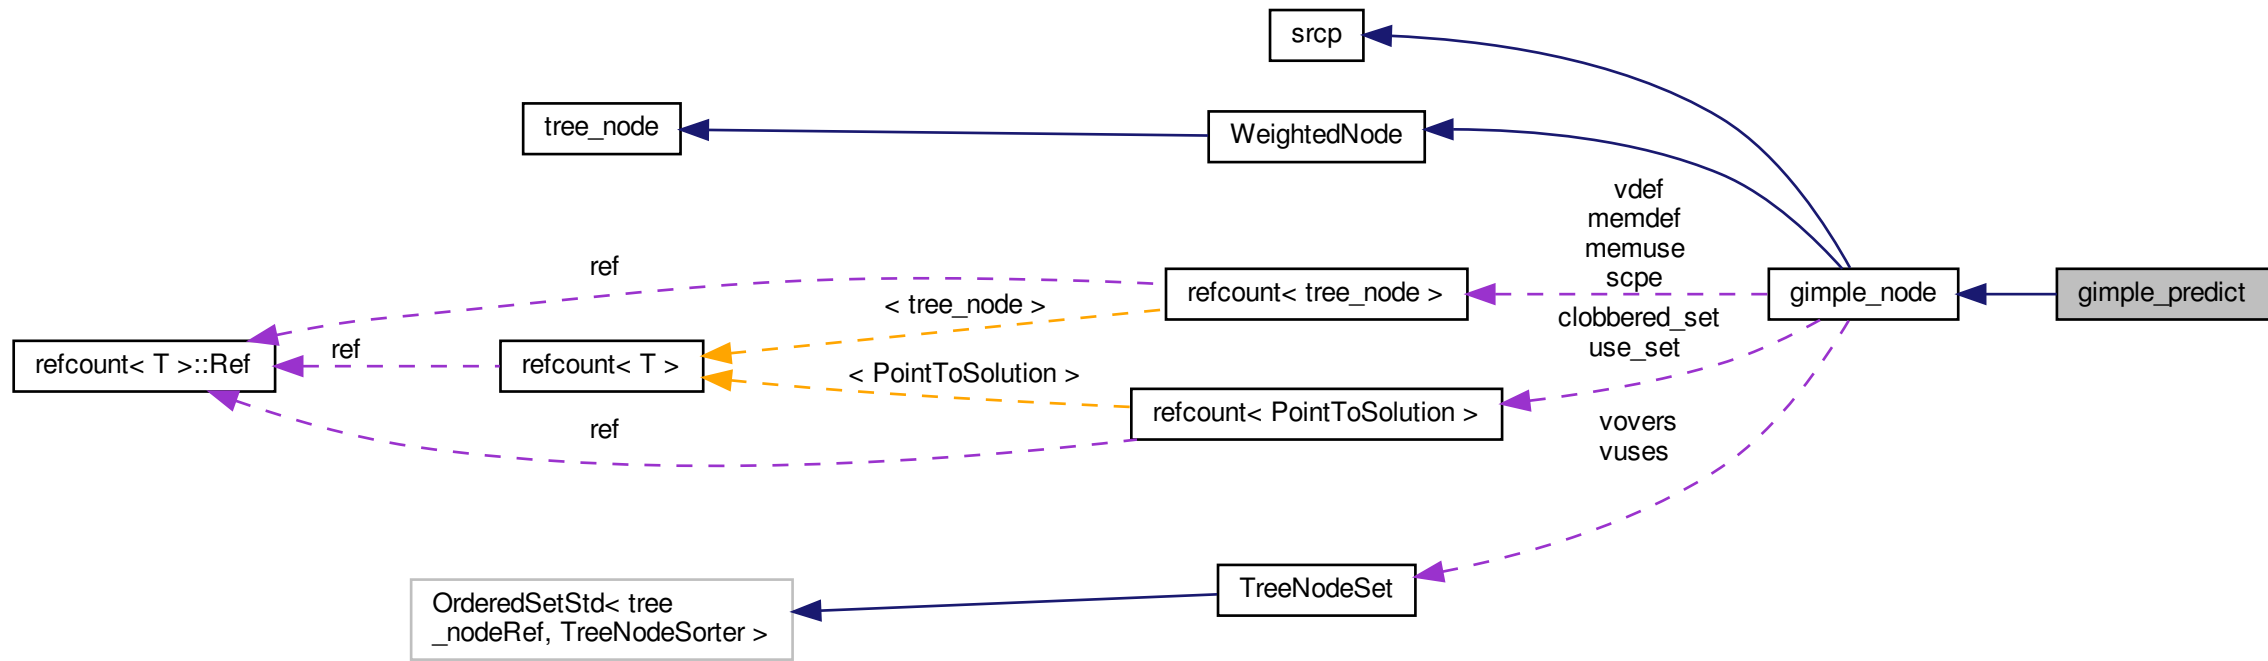 srcp
tree_node
WeightedNode
vdef
memdef
memuse
scpe
ref
< tree_node >
refcount< tree_node >
gimple_node
gimple_predict
clobbered_set
use_set
refcount< T >::Ref
ref
refcount< T >
< PointToSolution >
refcount< PointToSolution >
ref
vovers
vuses
OrderedSetStd< tree
_nodeRef, TreeNodeSorter >
TreeNodeSet